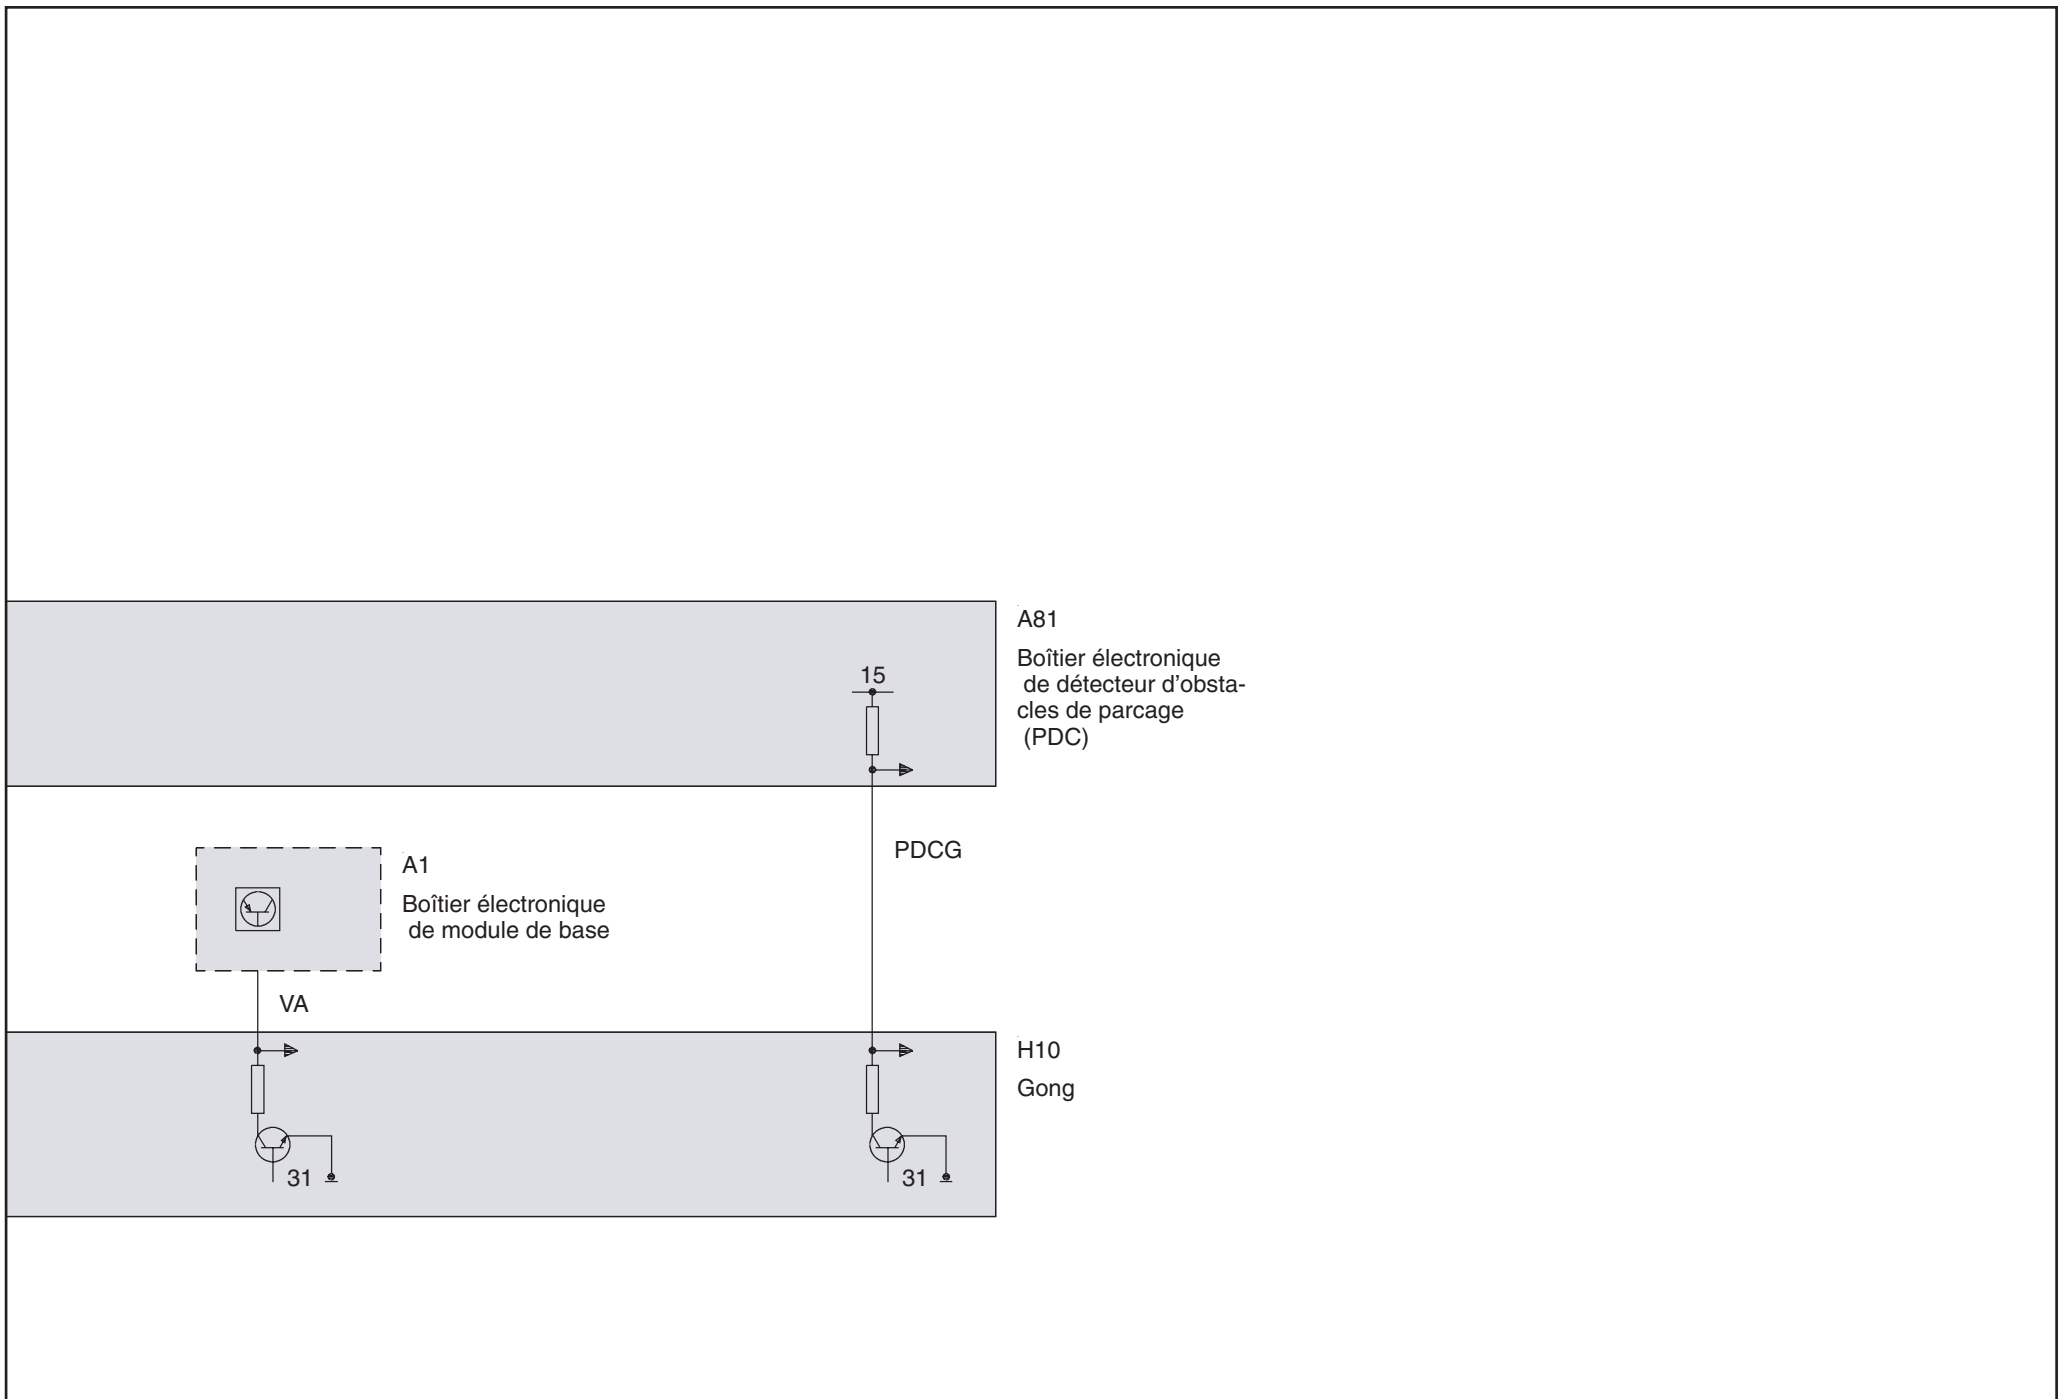 A81
Boîtier électronique
de détecteur d’obsta-
cles de parcage
(PDC)
15
PDCG
A1
Boîtier électronique
de module de base
VA
H10
Gong
31
31